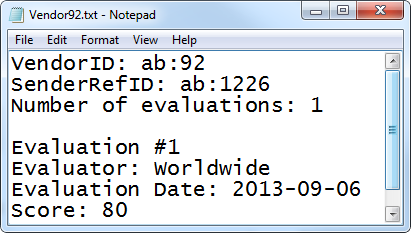 Vendor92.txt - Notepad
File Edit Format View Help
VendorID: ab:92
SenderRefID: ab:1226
Number of evaluations: 1

Evaluation #1
Evaluator: Worldwide
Evaluation Date: 2013-09-06
Score: 80